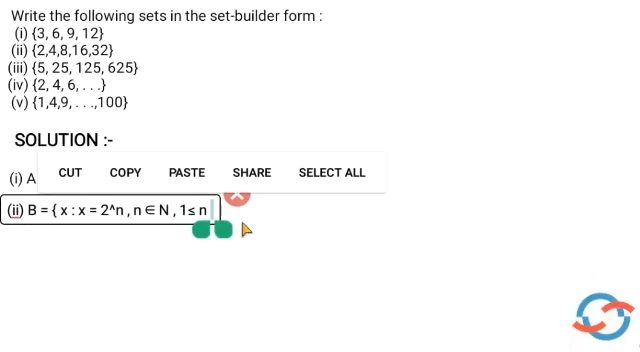 Write the following sets in the set-builder form :
(i) {3, 6, 9, 12}
(ii) {2,4,8,16,32}
(iii) {5, 25, 125, 625}
(iv) {2, 4, 6, . . .}
(v) {1,4,9, . . .,100}
SOLUTION :-
CUT COPY PASTE SHARE SELECT ALL
(i) A
(ii) B = { x : x = 2^n , n ∈ N , 1≤ n